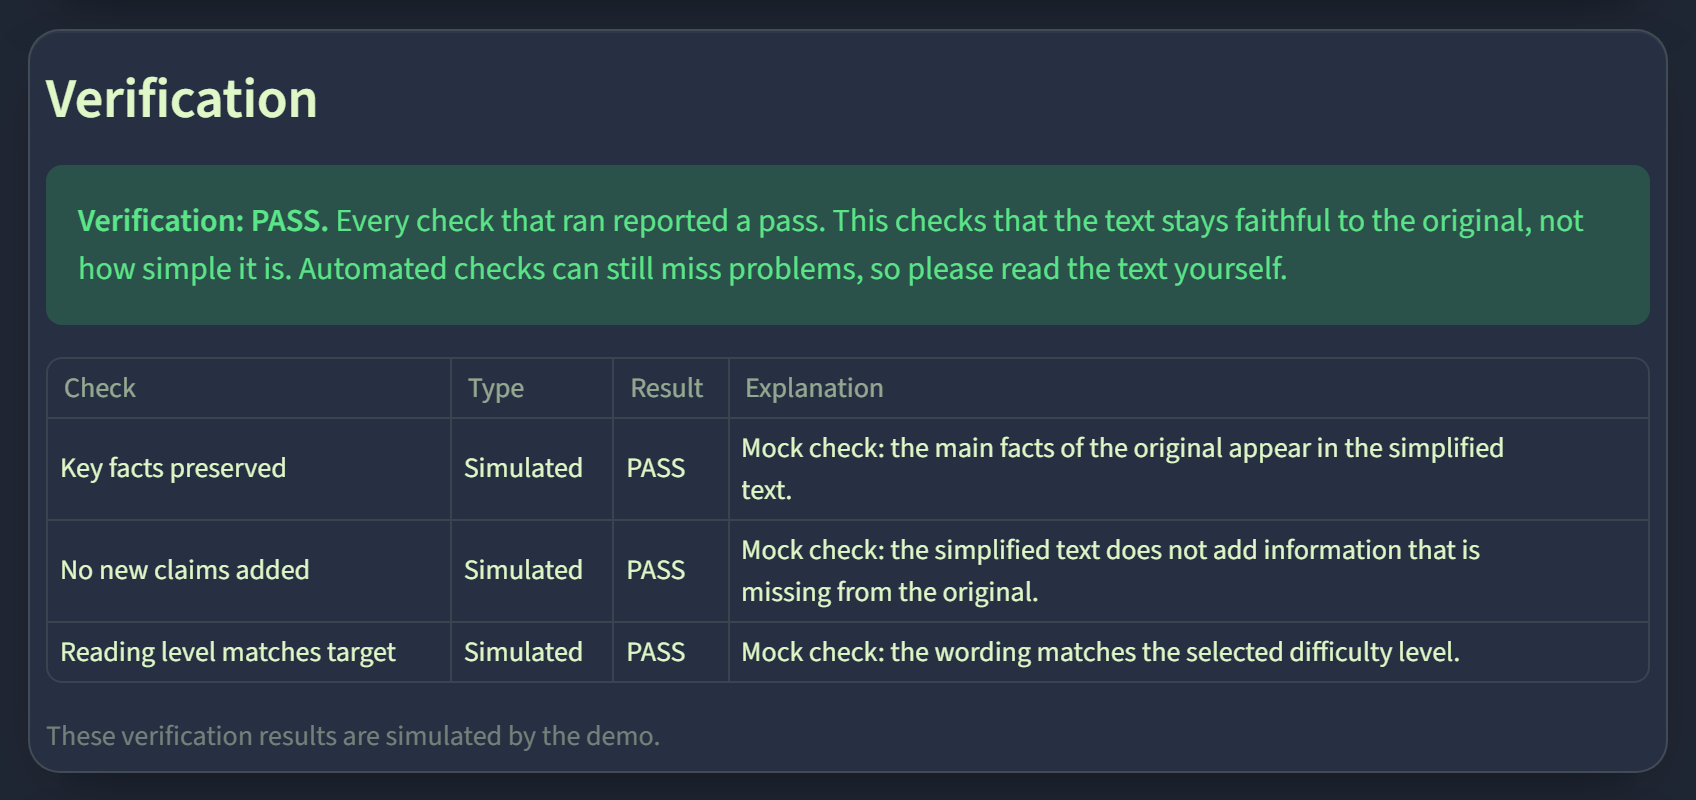 Verification
Verification: PASS. Every check that ran reported a pass. This checks that the text stays faithful to the original, not
how simple it is. Automated checks can still miss problems, so please read the text yourself.
Check Type Result Explanation
Key facts preserved Simulated PASS Mock check: the main facts of the original appear in the simplified
text.
No new claims added Simulated PASS Mock check: the simplified text does not add information that is
missing from the original.
Reading level matches target Simulated PASS Mock check: the wording matches the selected difficulty level.
These verification results are simulated by the demo.